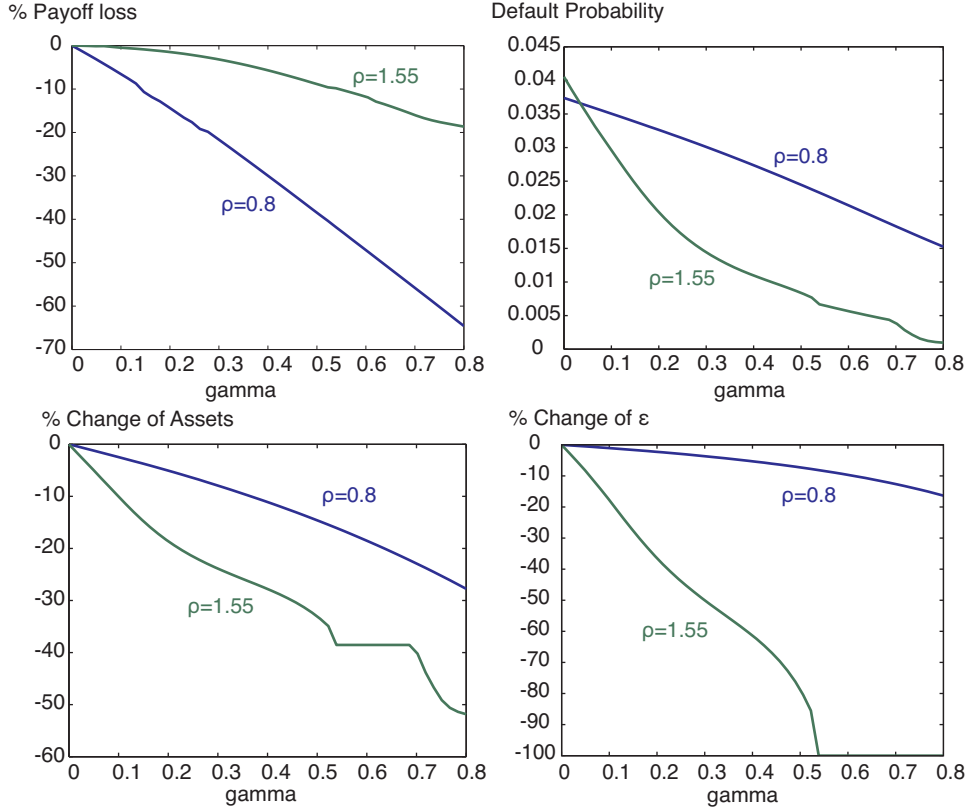 % Payoff loss
0
-10
-20
-30
-40
-50
-60
-70
ρ=1.55
ρ=0.8
0 0.1 0.2 0.3 0.4 0.5 0.6 0.7 0.8
gamma
Default Probability
0.045
0.04
0.035
0.03
0.025
0.02
0.015
0.01
0.005
0
ρ=0.8
ρ=1.55
0 0.1 0.2 0.3 0.4 0.5 0.6 0.7 0.8
gamma
% Change of Assets
0
-10
-20
-30
-40
-50
-60
ρ=0.8
ρ=1.55
0 0.1 0.2 0.3 0.4 0.5 0.6 0.7 0.8
gamma
% Change of ε
0
-10
-20
-30
-40
-50
-60
-70
-80
-90
-100
ρ=0.8
ρ=1.55
0 0.1 0.2 0.3 0.4 0.5 0.6 0.7 0.8
gamma